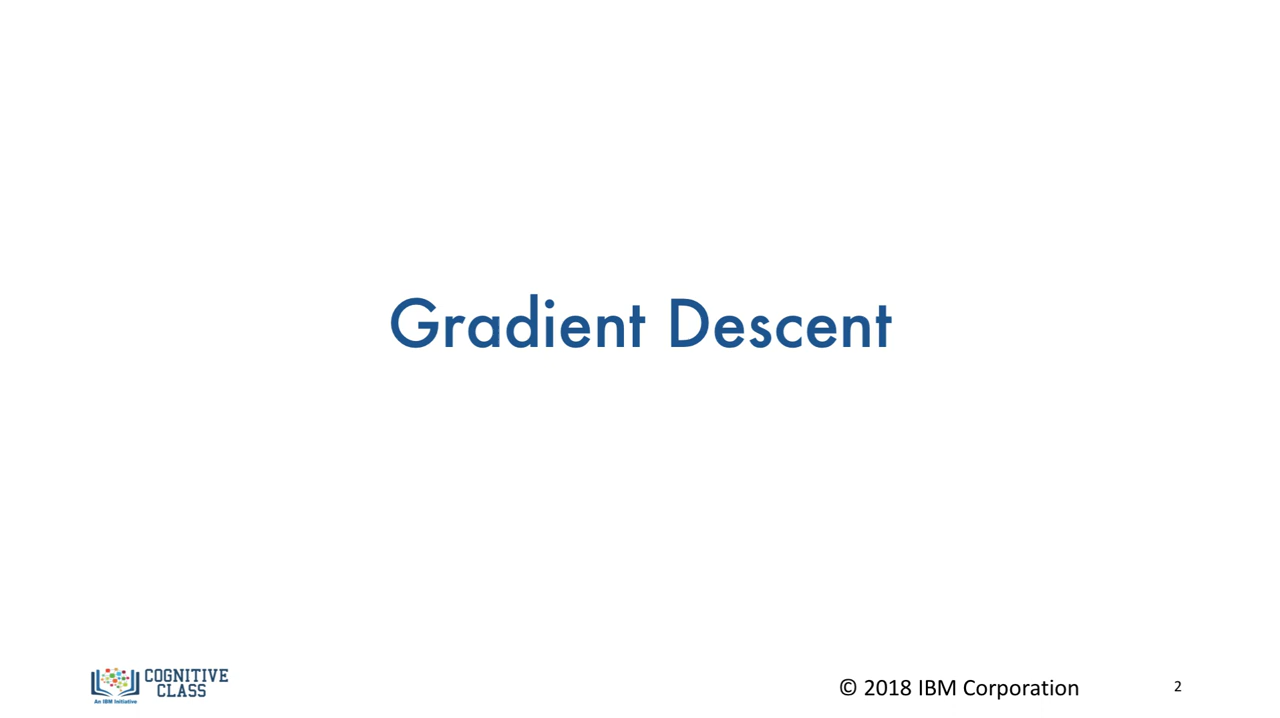 Gradient Descent
COGNITIVE
CLASS
An IBM Initiative
© 2018 IBM Corporation
2